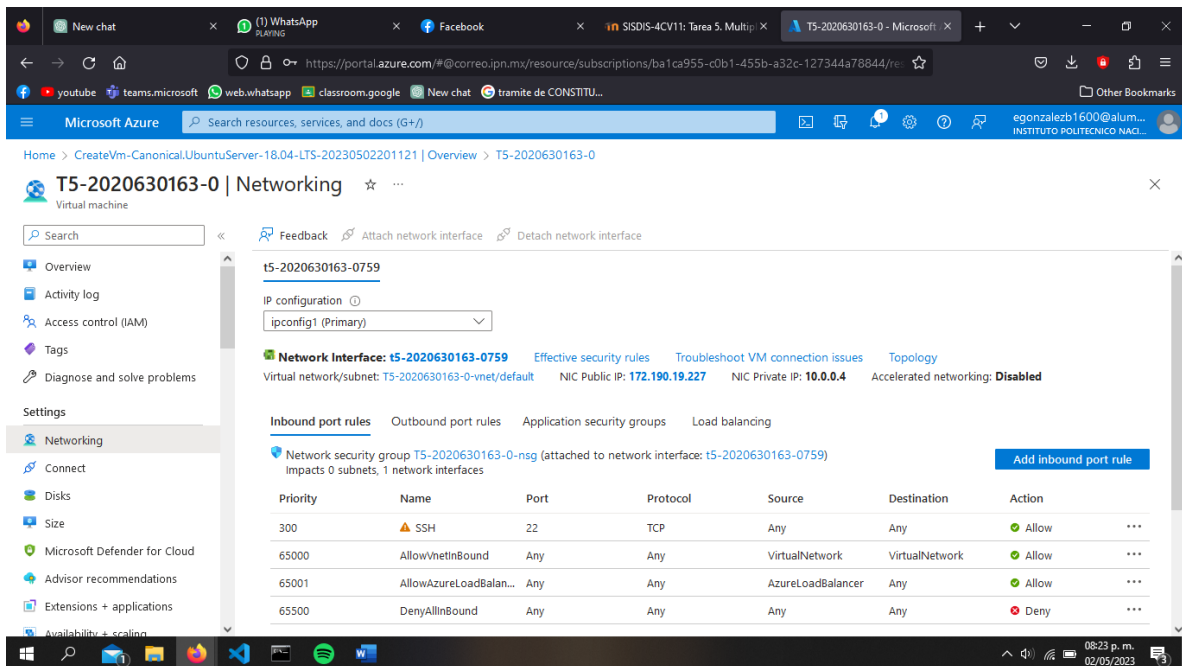 New chat
(1) WhatsApp
PLAYING
Facebook
SISDIS-4CV11: Tarea 5. Multip
T5-2020630163-0 - Microsoft
https://portal.azure.com/#@correo.ipn.mx/resource/subscriptions/ba1ca955-c0b1-455b-a32c-127344a78844/res
youtube teams.microsoft web.whatsapp classroom.google New chat tramite de CONSTITU... Other Bookmarks
Microsoft Azure
Search resources, services, and docs (G+/)
1
egonzalezb1600@alum...
INSTITUTO POLITECNICO NACI...
Home > CreateVm-Canonical.UbuntuServer-18.04-LTS-20230502201121 | Overview > T5-2020630163-0
T5-2020630163-0 | Networking
Virtual machine
Search
Feedback Attach network interface Detach network interface
Overview
Activity log
Access control (IAM)
Tags
Diagnose and solve problems
Settings
Networking
Connect
Disks
Size
Microsoft Defender for Cloud
Advisor recommendations
Extensions + applications
Availability + scaling
t5-2020630163-0759
IP configuration
ipconfig1 (Primary)
Network Interface: t5-2020630163-0759 Effective security rules Troubleshoot VM connection issues Topology
Virtual network/subnet: T5-2020630163-0-vnet/default NIC Public IP: 172.190.19.227 NIC Private IP: 10.0.0.4 Accelerated networking: Disabled
Inbound port rules Outbound port rules Application security groups Load balancing
Network security group T5-2020630163-0-nsg (attached to network interface: t5-2020630163-0759)
Impacts 0 subnets, 1 network interfaces
Add inbound port rule
Priority Name Port Protocol Source Destination Action
300 SSH 22 TCP Any Any Allow
65000 AllowVnetInBound Any Any VirtualNetwork VirtualNetwork Allow
65001 AllowAzureLoadBalan... Any Any AzureLoadBalancer Any Allow
65500 DenyAllInBound Any Any Any Any Deny
1
08:23 p. m.
02/05/2023
3